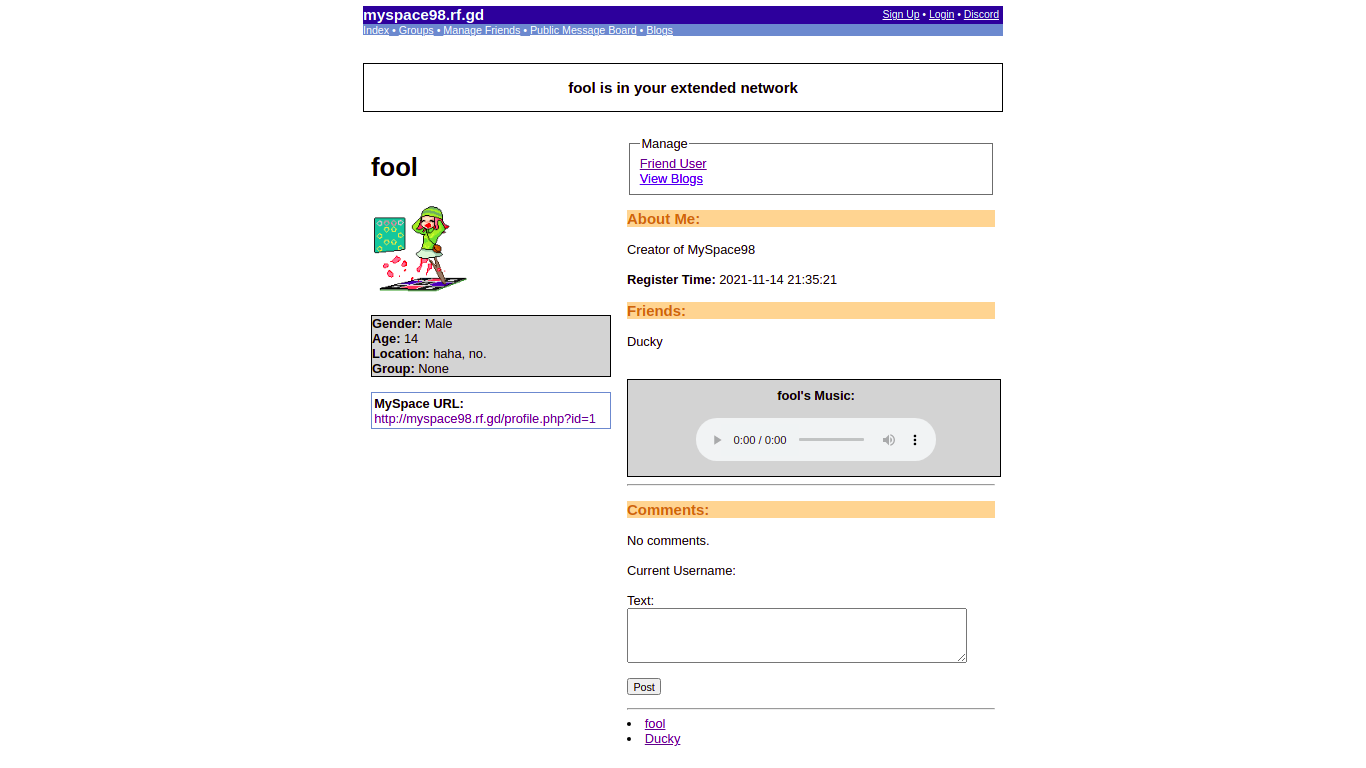 myspace98.rf.gd
Sign Up • Login • Discord
Index • Groups • Manage Friends • Public Message Board • Blogs
fool is in your extended network
fool
Gender: Male
Age: 14
Location: haha, no.
Group: None
MySpace URL:
http://myspace98.rf.gd/profile.php?id=1
Manage
Friend User
View Blogs
About Me:
Creator of MySpace98
Register Time: 2021-11-14 21:35:21
Friends:
Ducky
fool's Music:
0:00 / 0:00
Comments:
No comments.
Current Username:
Text:
Post
• fool
• Ducky